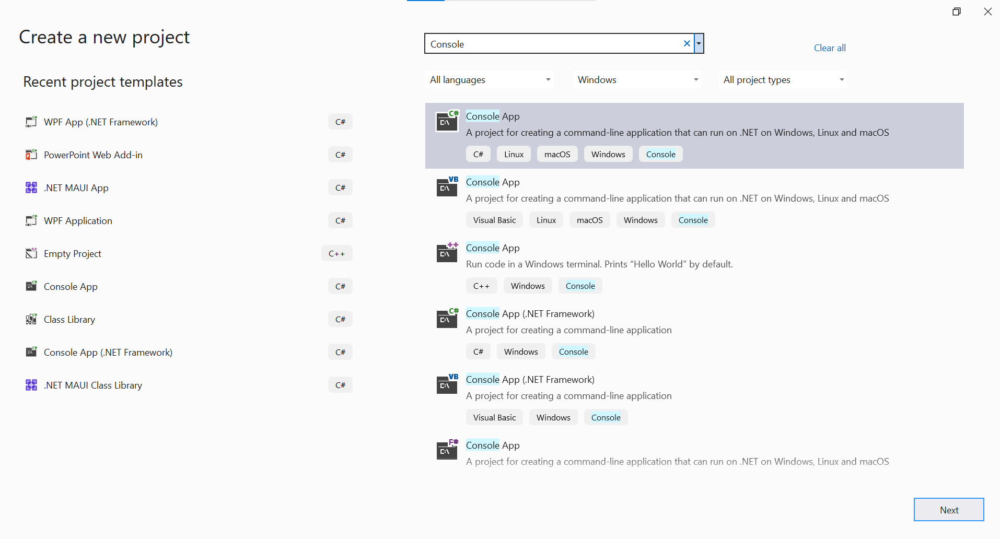 Create a new project
Console
Clear all
Recent project templates
All languages
Windows
All project types
WPF App (.NET Framework) C#
PowerPoint Web Add-in C#
.NET MAUI App C#
WPF Application C#
Empty Project C++
Console App C#
Class Library C#
Console App (.NET Framework) C#
.NET MAUI Class Library C#
C#
C:\
Console App
A project for creating a command-line application that can run on .NET on Windows, Linux and macOS
C# Linux macOS Windows Console
VB
C:\
Console App
A project for creating a command-line application that can run on .NET on Windows, Linux and macOS
Visual Basic Linux macOS Windows Console
++
C:\
Console App
Run code in a Windows terminal. Prints “Hello World” by default.
C++ Windows Console
C#
C:\
Console App (.NET Framework)
A project for creating a command-line application
C# Windows Console
VB
C:\
Console App (.NET Framework)
A project for creating a command-line application
Visual Basic Windows Console
F#
C:\
Console App
A project for creating a command-line application that can run on .NET on Windows, Linux and macOS
Next